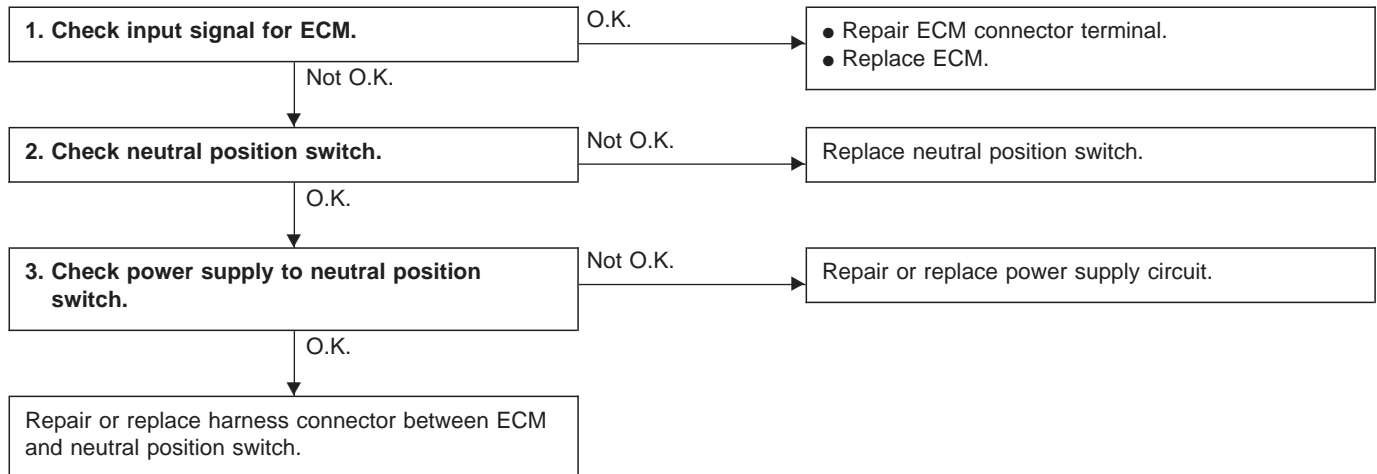 1. Check input signal for ECM.
O.K.
● Repair ECM connector terminal.
● Replace ECM.
Not O.K.
2. Check neutral position switch.
Not O.K.
Replace neutral position switch.
O.K.
3. Check power supply to neutral position
switch.
Not O.K.
Repair or replace power supply circuit.
O.K.
Repair or replace harness connector between ECM
and neutral position switch.